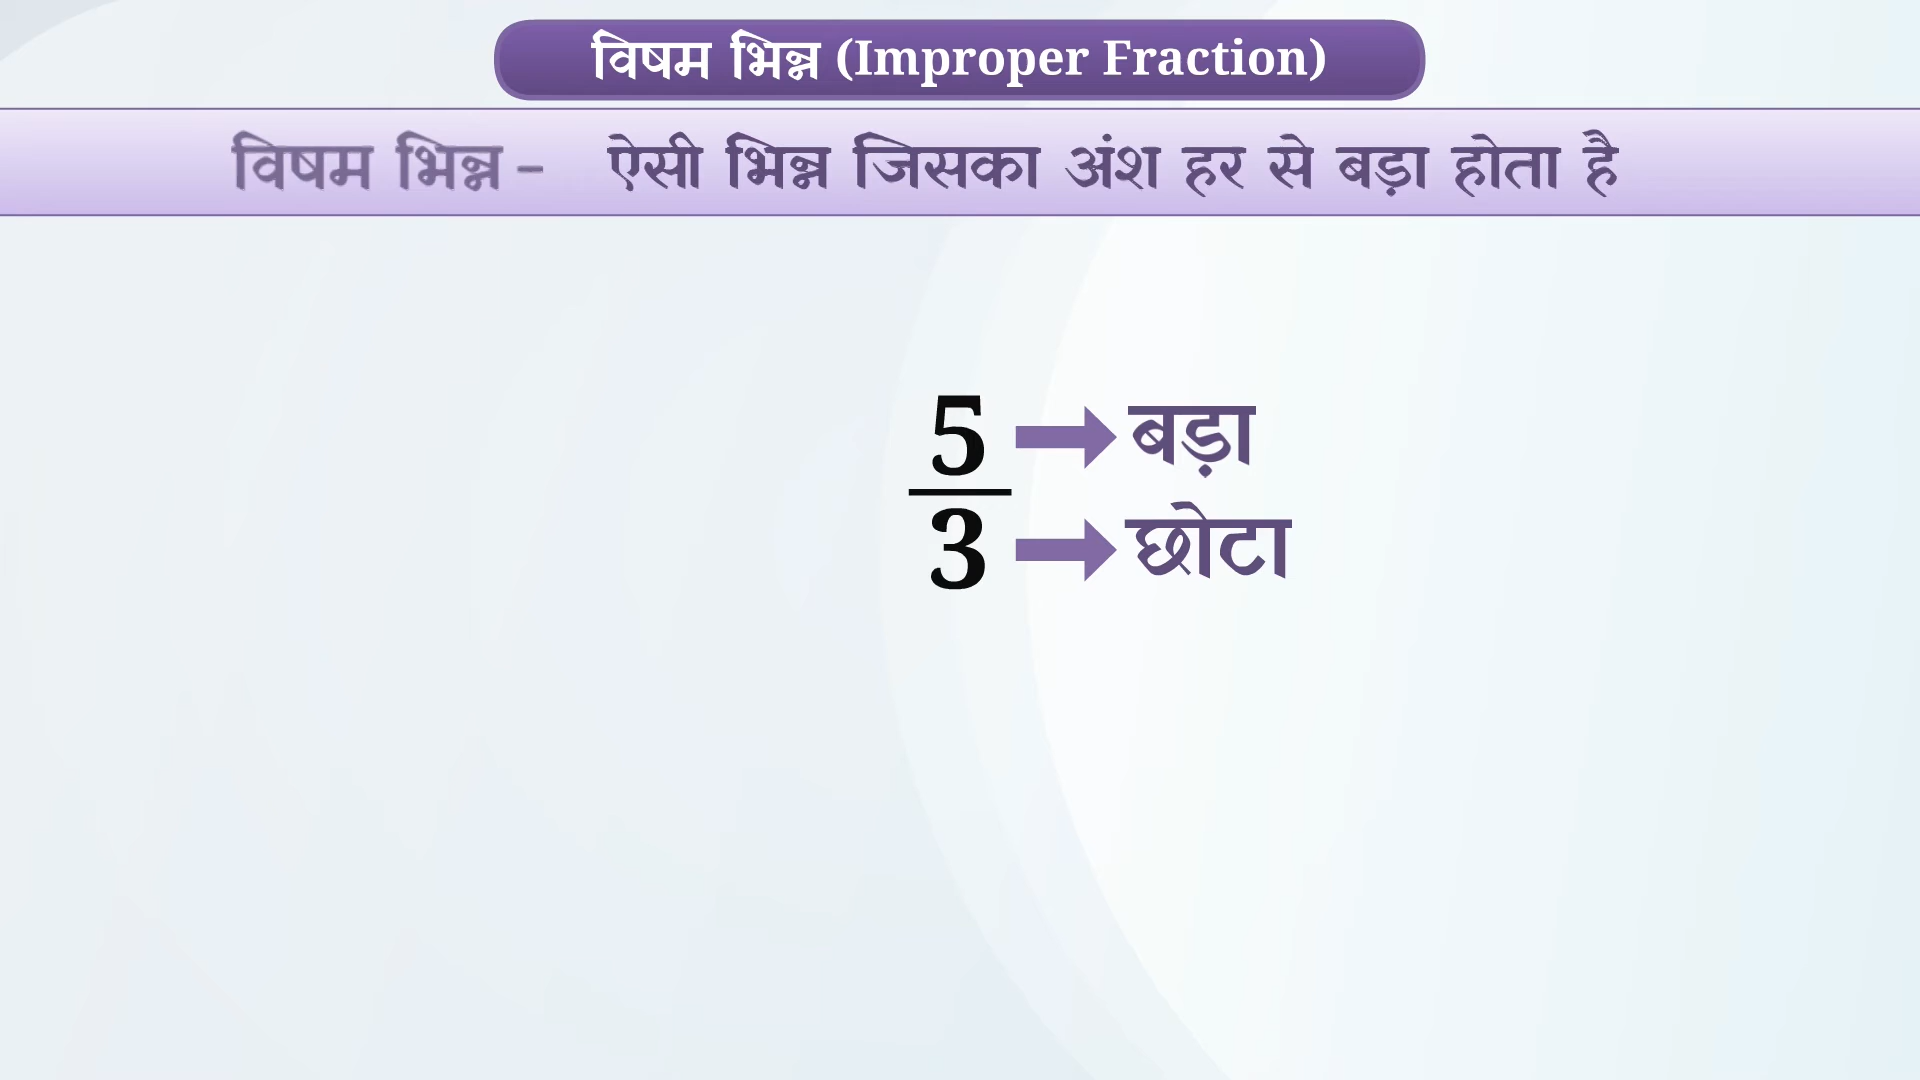 विषम भिन्न (Improper Fraction)
विषम भिन्न – ऐसी भिन्न जिसका अंश हर से बड़ा होता है
5 बड़ा
3 छोटा